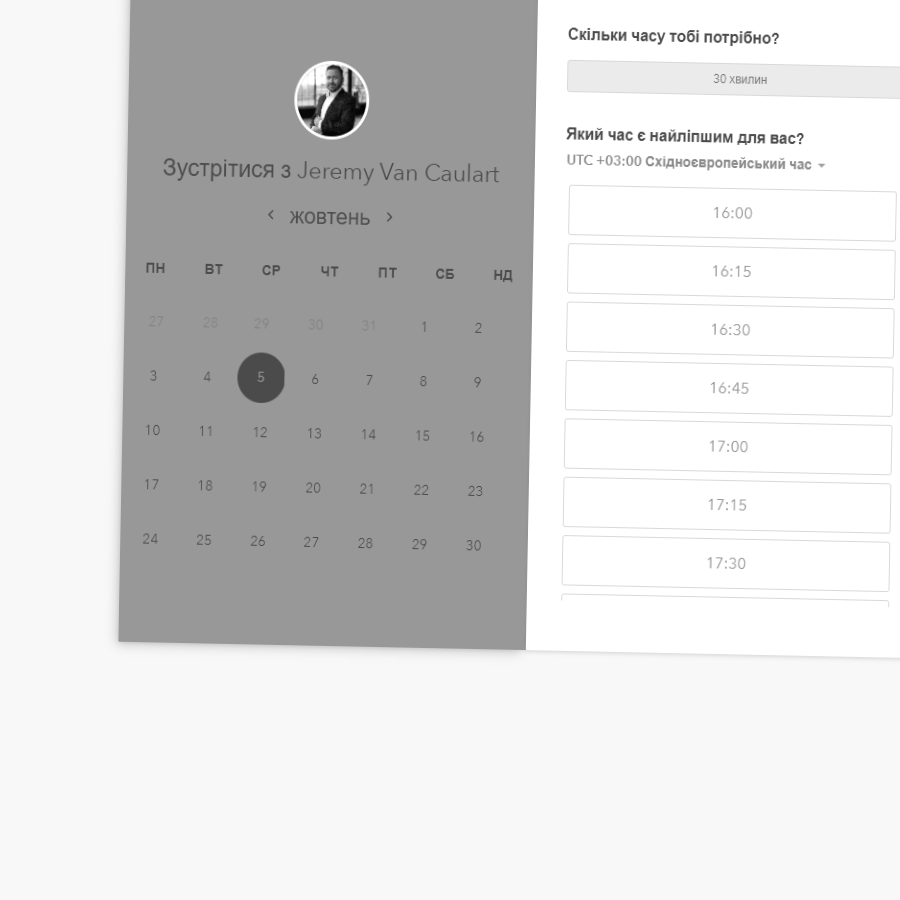 Зустрітися з Jeremy Van Caulart
‹ жовтень ›
ПН ВТ СР ЧТ ПТ СБ НД
27 28 29 30 31 1 2
3 4 5 6 7 8 9
10 11 12 13 14 15 16
17 18 19 20 21 22 23
24 25 26 27 28 29 30
Скільки часу тобі потрібно?
30 хвилин
Який час є найліпшим для вас?
UTC +03:00 Східноєвропейський час
16:00
16:15
16:30
16:45
17:00
17:15
17:30